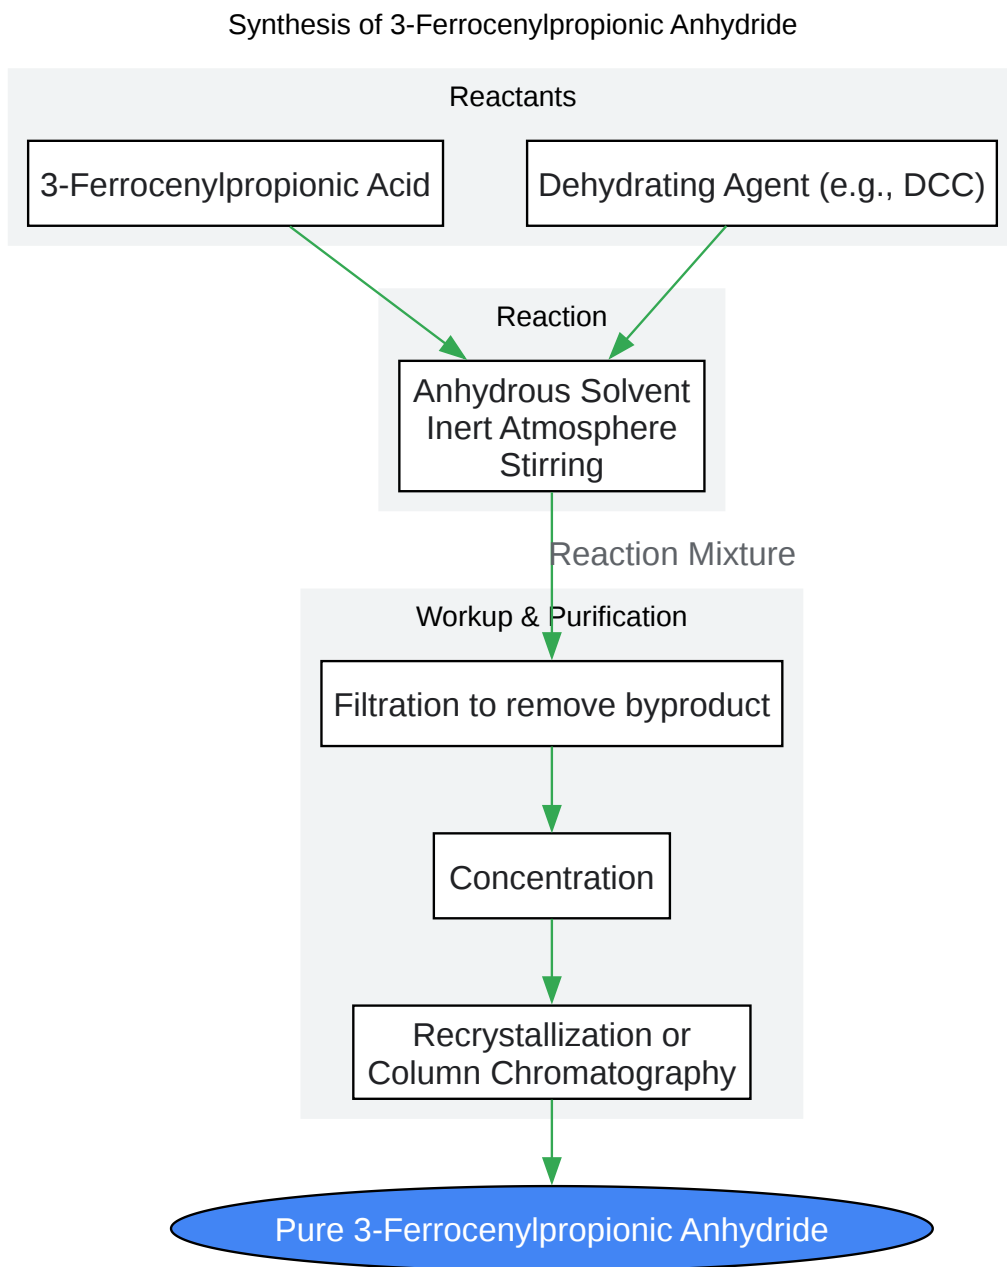 Synthesis of 3-Ferrocenylpropionic Anhydride
Reactants
3-Ferrocenylpropionic Acid
Dehydrating Agent (e.g., DCC)
Reaction
Anhydrous Solvent
Inert Atmosphere
Stirring
Reaction Mixture
Workup & Purification
Filtration to remove byproduct
Concentration
Recrystallization or
Column Chromatography
Pure 3-Ferrocenylpropionic Anhydride